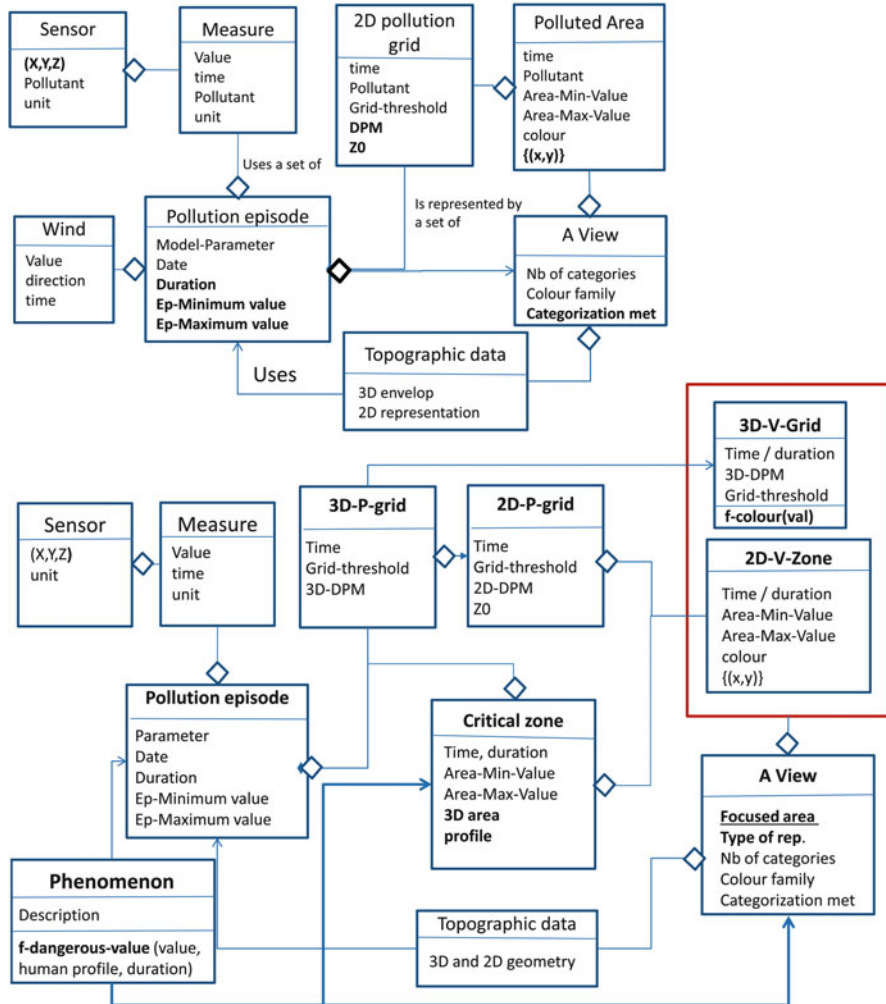 Sensor
(X,Y,Z)
Pollutant
unit
Measure
Value
time
Pollutant
unit
2D pollution
grid
time
Pollutant
Grid-threshold
DPM
Z0
Polluted Area
time
Pollutant
Area-Min-Value
Area-Max-Value
colour
{(x,y)}
Uses a set of
Is represented by
a set of
Wind
Value
direction
time
Pollution episode
Model-Parameter
Date
Duration
Ep-Minimum value
Ep-Maximum value
A View
Nb of categories
Colour family
Categorization met
Uses
Topographic data
3D envelop
2D representation
3D-V-Grid
Time / duration
3D-DPM
Grid-threshold
f-colour(val)
Sensor
(X,Y,Z)
unit
Measure
Value
time
unit
3D-P-grid
Time
Grid-threshold
3D-DPM
2D-P-grid
Time
Grid-threshold
2D-DPM
Z0
2D-V-Zone
Time / duration
Area-Min-Value
Area-Max-Value
colour
{(x,y)}
Pollution episode
Parameter
Date
Duration
Ep-Minimum value
Ep-Maximum value
Critical zone
Time, duration
Area-Min-Value
Area-Max-Value
3D area
profile
A View
Focused area
Type of rep.
Nb of categories
Colour family
Categorization met
Phenomenon
Description
f-dangerous-value (value,
human profile, duration)
Topographic data
3D and 2D geometry